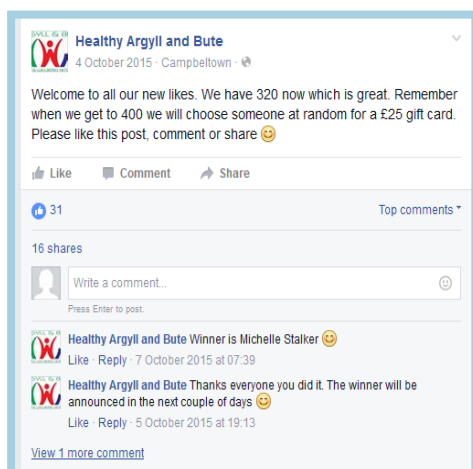 Healthy Argyll and Bute
4 October 2015 · Campbeltown ·
Welcome to all our new likes. We have 320 now which is great. Remember
when we get to 400 we will choose someone at random for a £25 gift card.
Please like this post, comment or share
Like Comment Share
31 Top comments
16 shares
Write a comment...
Press Enter to post.
Healthy Argyll and Bute Winner is Michelle Stalker
Like · Reply · 7 October 2015 at 07:39
Healthy Argyll and Bute Thanks everyone you did it. The winner will be
announced in the next couple of days
Like · Reply · 5 October 2015 at 19:13
View 1 more comment